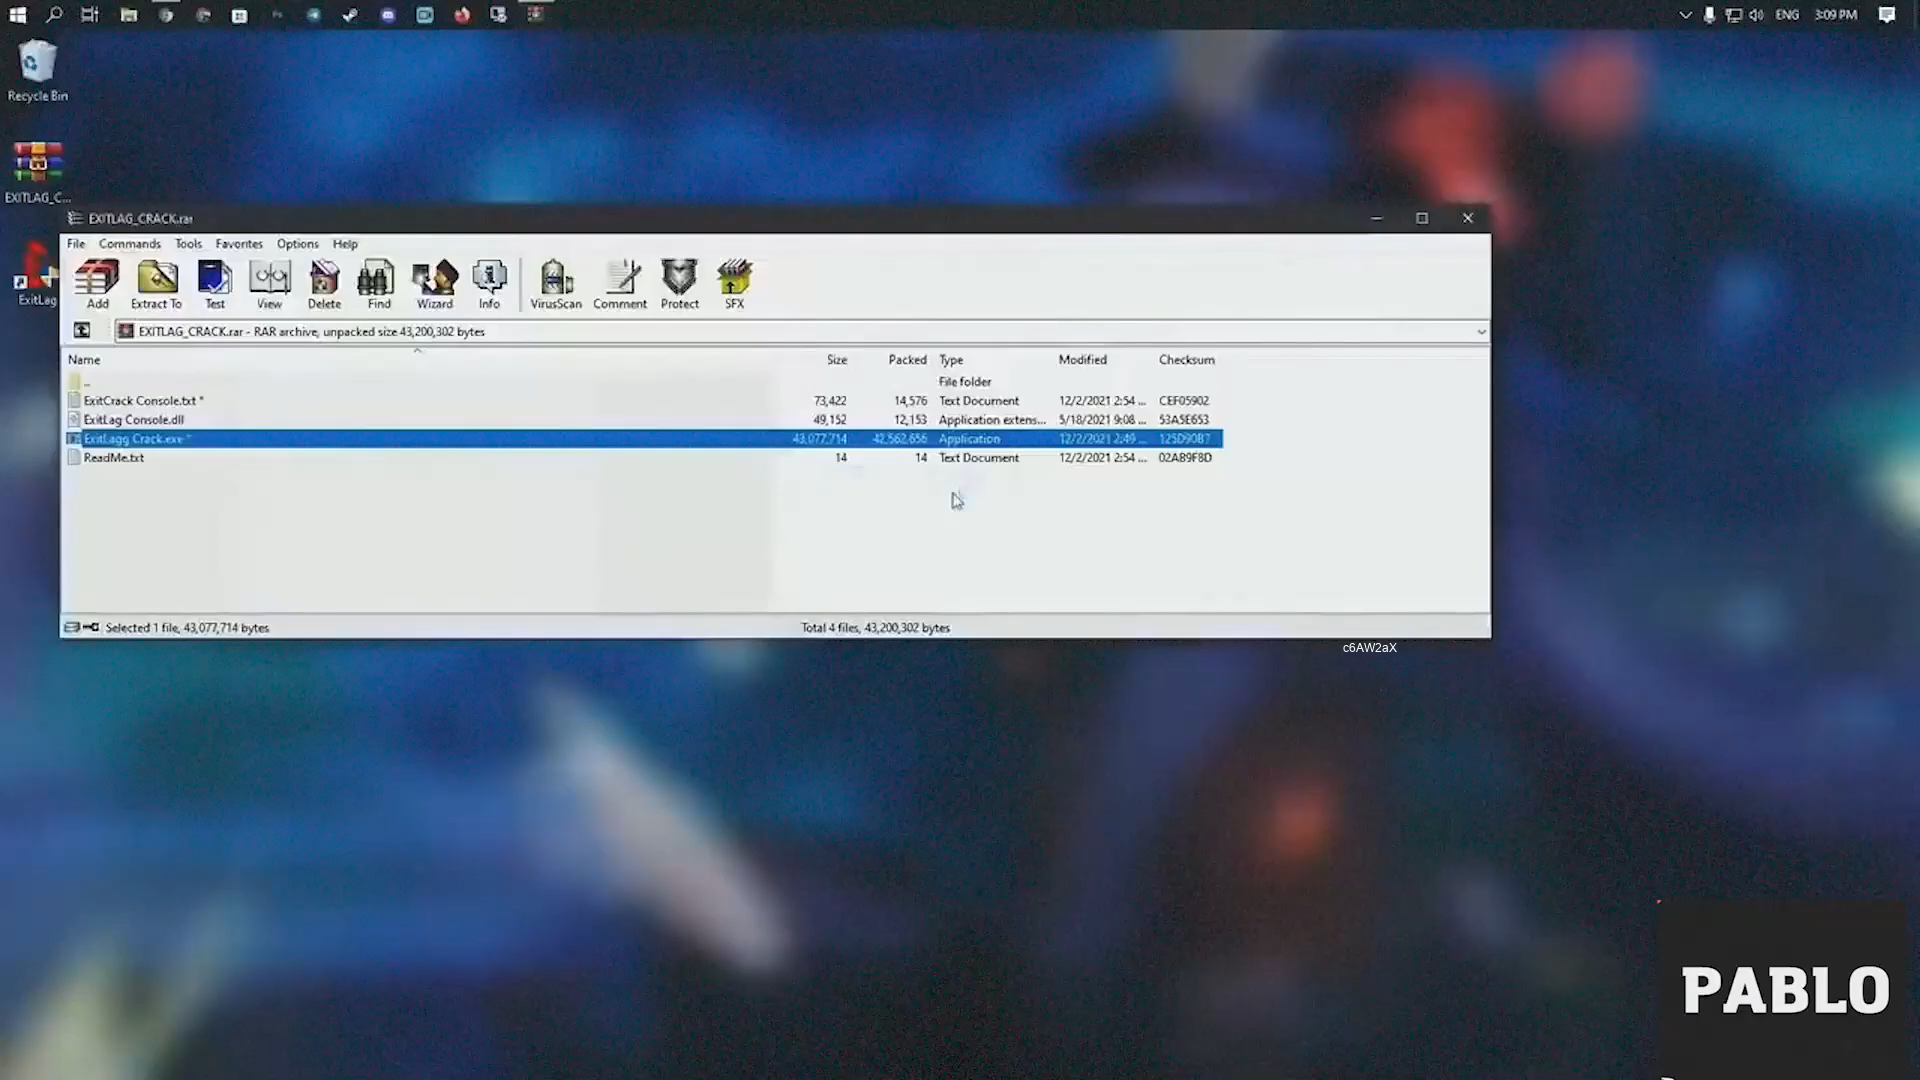 ENG 3:09 PM
Recycle Bin
EXITLAG_C...
ExitLag
EXITLAG_CRACK.rar
File Commands Tools Favorites Options Help
Add Extract To Test View Delete Find Wizard Info VirusScan Comment Protect SFX
EXITLAG_CRACK.rar - RAR archive, unpacked size 43,200,302 bytes
Name Size Packed Type Modified Checksum
.. File folder
ExitCrack Console.txt * 73,422 14,576 Text Document 12/2/2021 2:54 ... CEF05902
ExitLag Console.dll 49,152 12,153 Application extens... 5/18/2021 9:08 ... 53A5E653
ExitLagg Crack.exe * 43,077,714 42,562,656 Application 12/2/2021 2:49 ... 125D90B7
ReadMe.txt 14 14 Text Document 12/2/2021 2:54 ... 02AB9F8D
Selected 1 file, 43,077,714 bytes Total 4 files, 43,200,302 bytes
c6AW2aX
PABLO